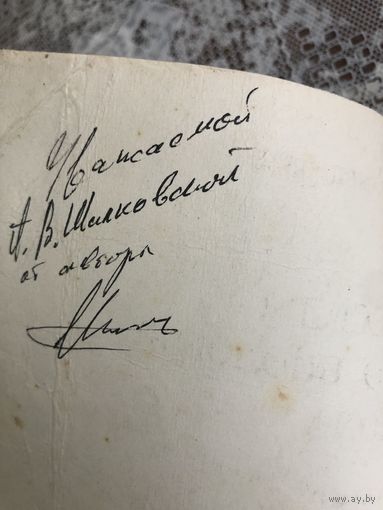 Уважаемой
А. В. Шилковской
от автора
www.ay.by